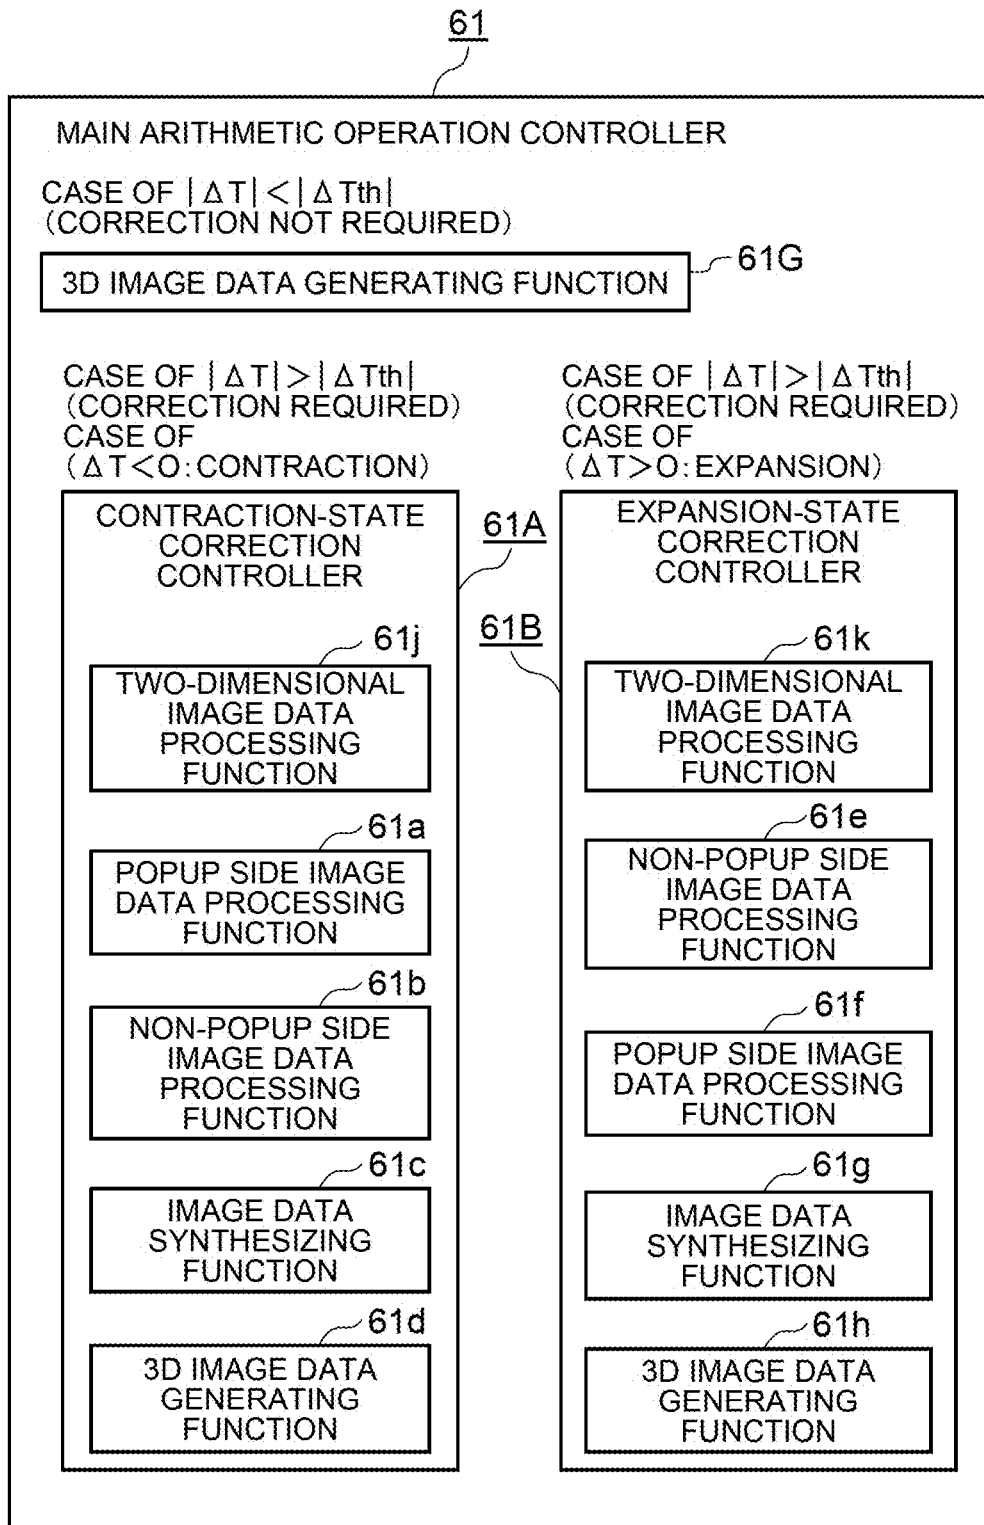 61
MAIN ARITHMETIC OPERATION CONTROLLER
CASE OF |ΔT|<|ΔTth|
(CORRECTION NOT REQUIRED)
3D IMAGE DATA GENERATING FUNCTION
61G
CASE OF |ΔT|>|ΔTth|
(CORRECTION REQUIRED)
CASE OF
(ΔT<O:CONTRACTION)
61A
CONTRACTION-STATE
CORRECTION
CONTROLLER
61j
TWO-DIMENSIONAL
IMAGE DATA
PROCESSING
FUNCTION
61a
POPUP SIDE IMAGE
DATA PROCESSING
FUNCTION
61b
NON-POPUP SIDE
IMAGE DATA
PROCESSING
FUNCTION
61c
IMAGE DATA
SYNTHESIZING
FUNCTION
61d
3D IMAGE DATA
GENERATING
FUNCTION
CASE OF |ΔT|>|ΔTth|
(CORRECTION REQUIRED)
CASE OF
(ΔT>O:EXPANSION)
61B
EXPANSION-STATE
CORRECTION
CONTROLLER
61k
TWO-DIMENSIONAL
IMAGE DATA
PROCESSING
FUNCTION
61e
NON-POPUP SIDE
IMAGE DATA
PROCESSING
FUNCTION
61f
POPUP SIDE IMAGE
DATA PROCESSING
FUNCTION
61g
IMAGE DATA
SYNTHESIZING
FUNCTION
61h
3D IMAGE DATA
GENERATING
FUNCTION